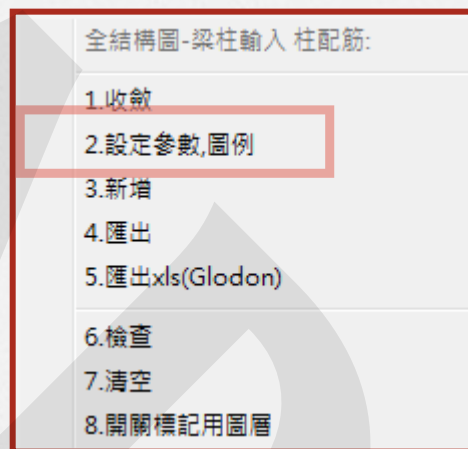 全結構圖-梁柱輸入 柱配筋:
1.收斂
2.設定參數,圖例
3.新增
4.匯出
5.匯出xls(Glodon)
6.檢查
7.清空
8.開關標記用圖層